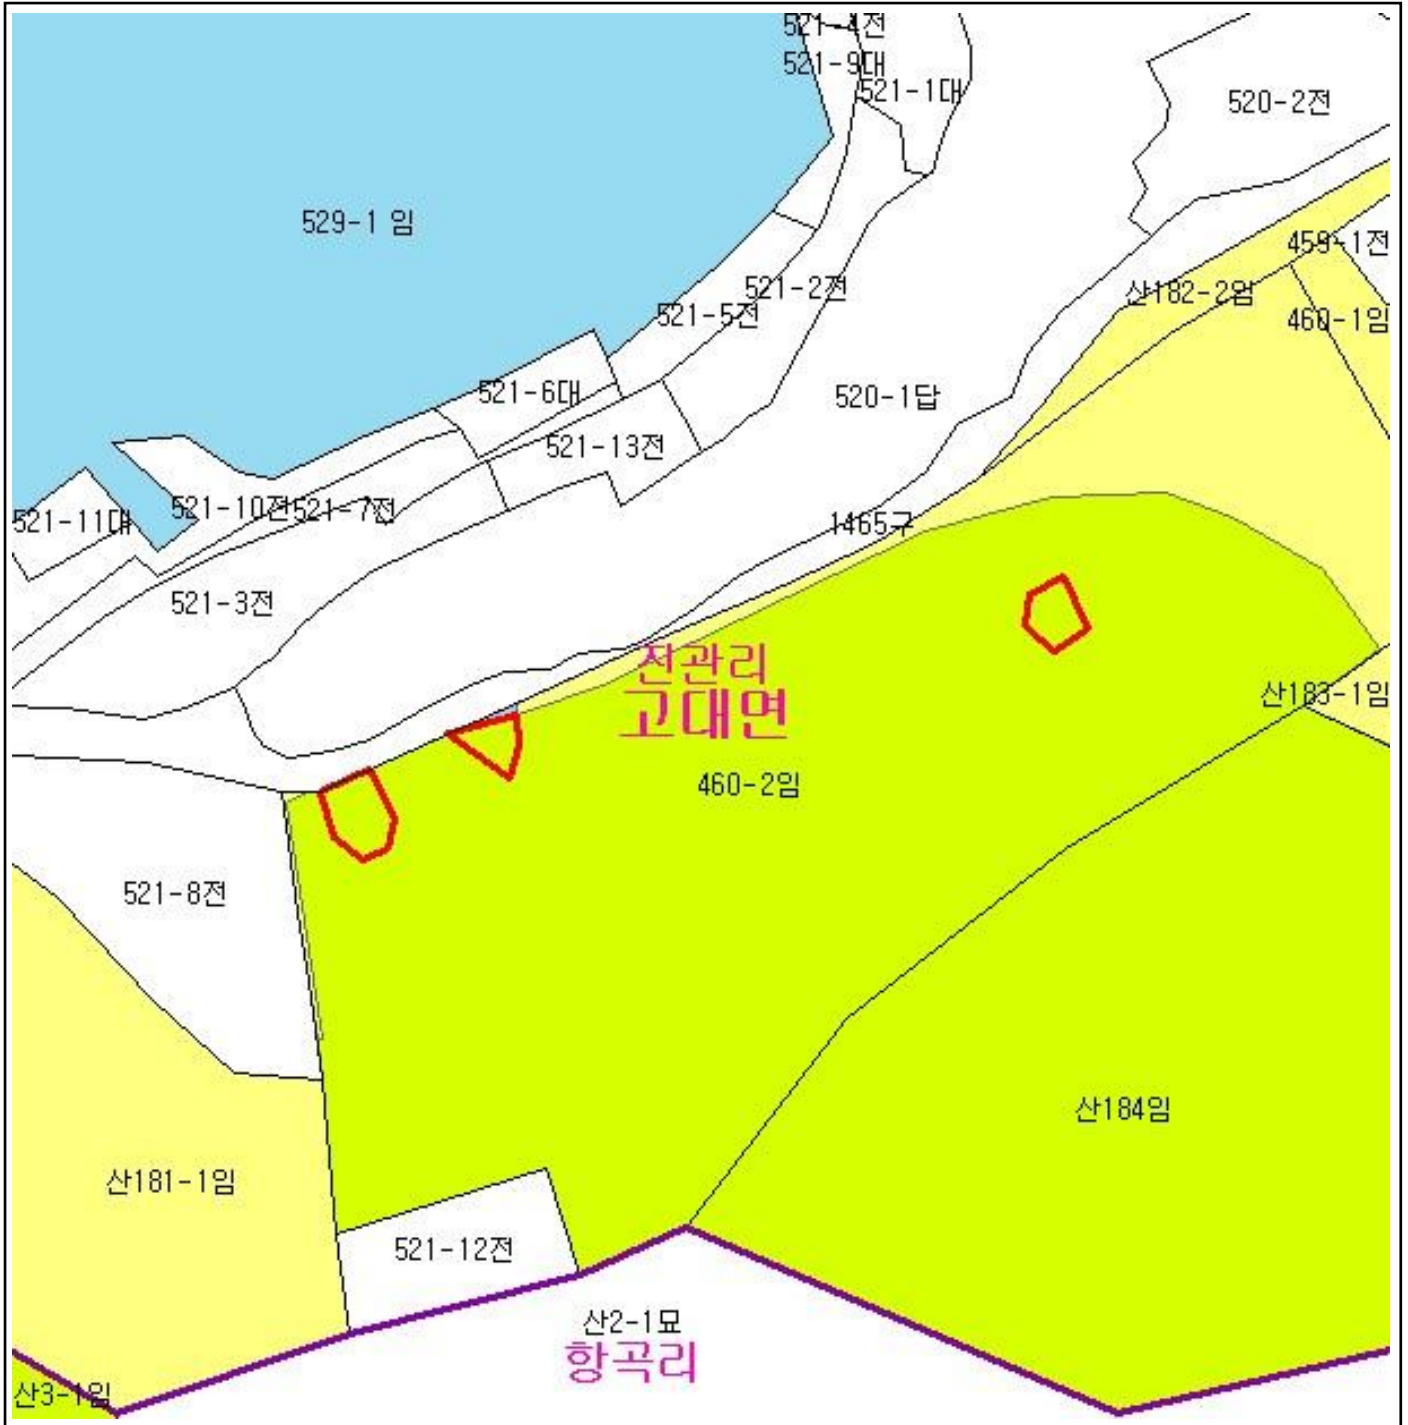 521-4전
521-9대
521-1대
520-2전
529-1 임
459-1전
521-2전
산182-2임
521-5전
460-1임
521-6대
520-1답
521-13전
521-10전
521-7전
521-11대
1465구
521-3전
진관리
산183-1임
고대면
460-2임
521-8전
산184임
산181-1임
521-12전
산2-1묘
항곡리
산3-1임